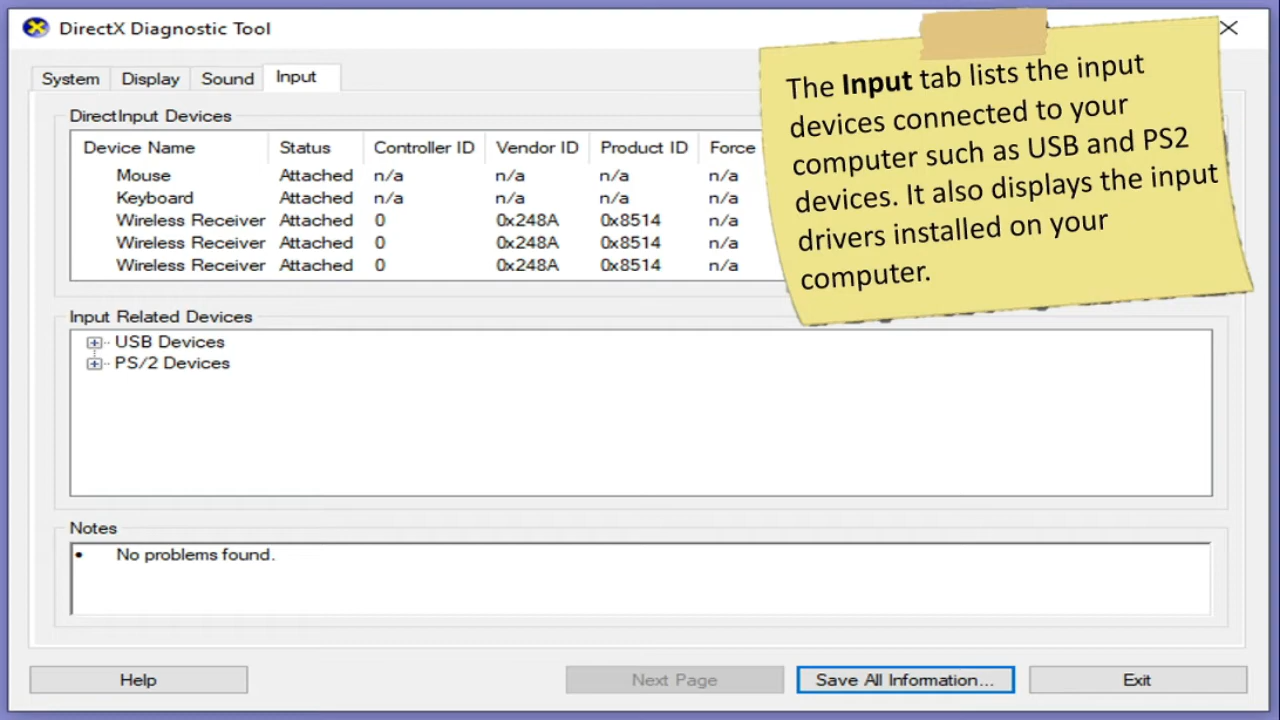 DirectX Diagnostic Tool
System Display Sound Input
DirectInput Devices
Device Name Status Controller ID Vendor ID Product ID Force
Mouse Attached n/a n/a n/a n/a
Keyboard Attached n/a n/a n/a n/a
Wireless Receiver Attached 0 0x248A 0x8514 n/a
Wireless Receiver Attached 0 0x248A 0x8514 n/a
Wireless Receiver Attached 0 0x248A 0x8514 n/a
The Input tab lists the input
devices connected to your
computer such as USB and PS2
devices. It also displays the input
drivers installed on your
computer.
Input Related Devices
USB Devices
PS/2 Devices
Notes
• No problems found.
Help Next Page Save All Information... Exit